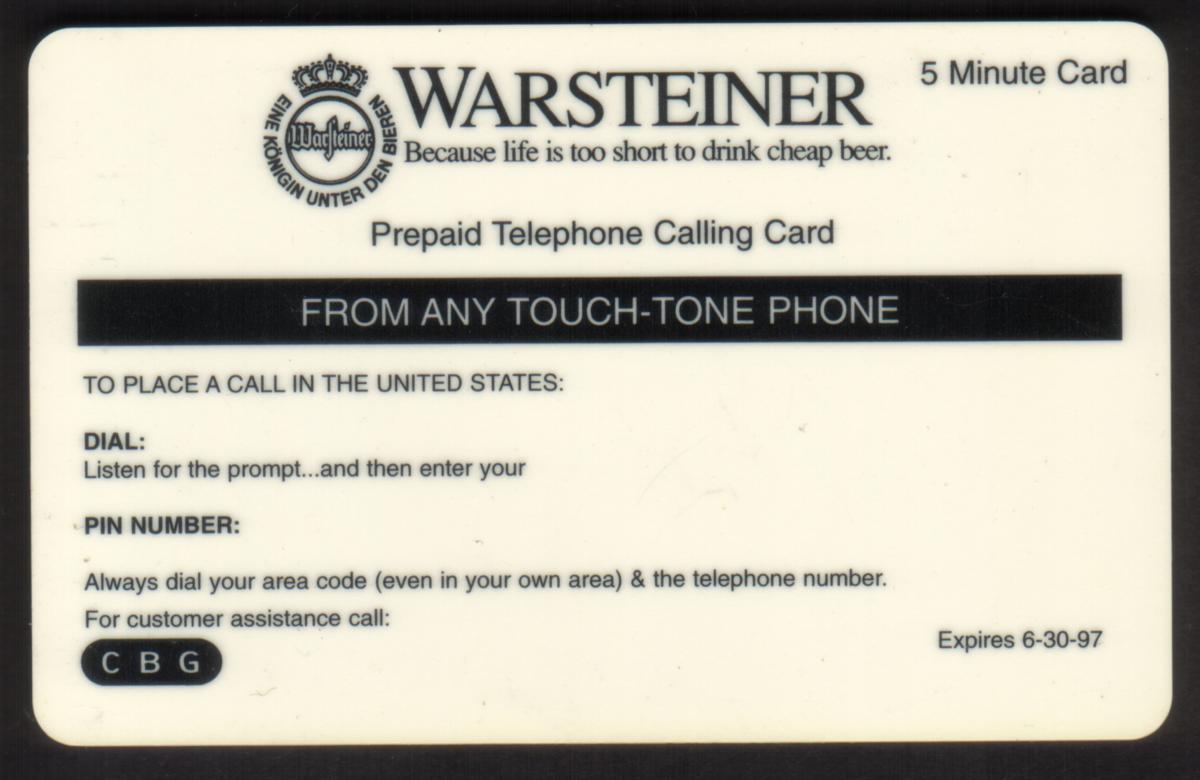 WARSTEINER
5 Minute Card
EINE KÖNIGIN UNTER DEN BIEREN
Warsteiner
Because life is too short to drink cheap beer.
Prepaid Telephone Calling Card
FROM ANY TOUCH-TONE PHONE
TO PLACE A CALL IN THE UNITED STATES:
DIAL:
Listen for the prompt...and then enter your
PIN NUMBER:
Always dial your area code (even in your own area) & the telephone number.
For customer assistance call:
CBG
Expires 6-30-97